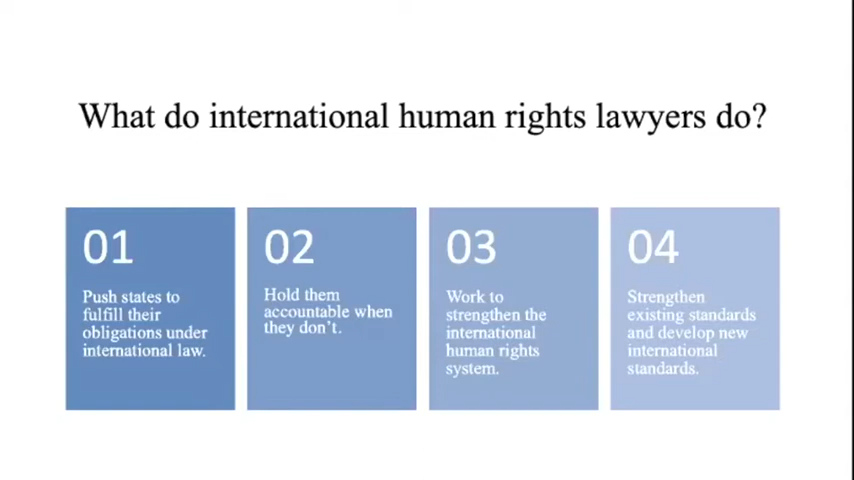 What do international human rights lawyers do?
01
Push states to
fulfill their
obligations under
international law.
02
Hold them
accountable when
they don't.
03
Work to
strengthen the
international
human rights
system.
04
Strengthen
existing standards
and develop new
international
standards.